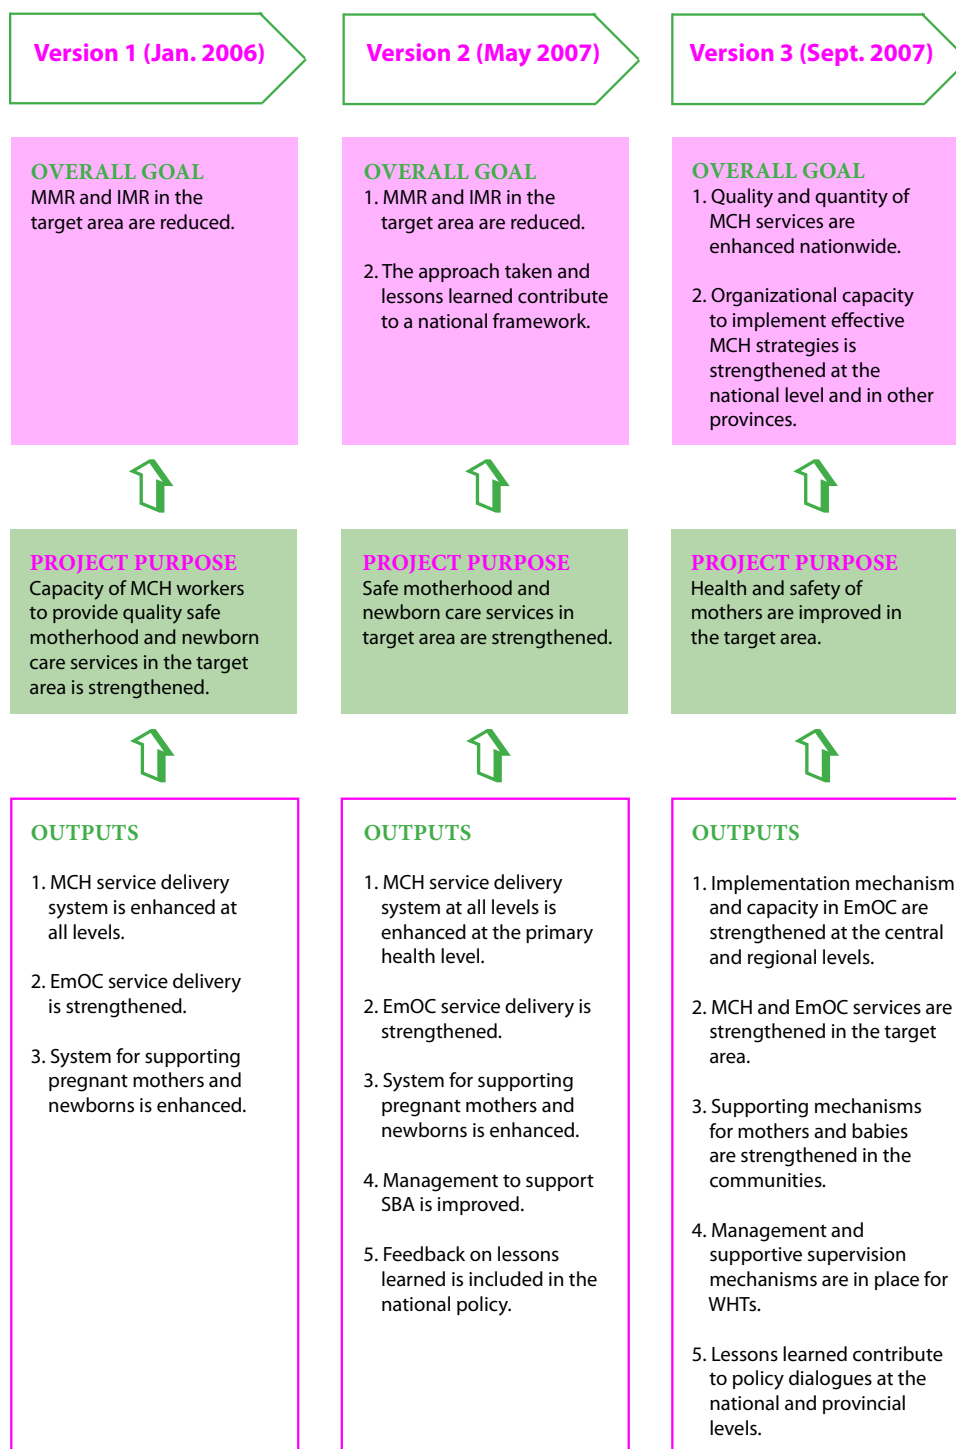 Version 1 (Jan. 2006)
OVERALL GOAL
MMR and IMR in the
target area are reduced.
PROJECT PURPOSE
Capacity of MCH workers
to provide quality safe
motherhood and newborn
care services in the target
area is strengthened.
OUTPUTS
1. MCH service delivery
system is enhanced at
all levels.
2. EmOC service delivery
is strengthened.
3. System for supporting
pregnant mothers and
newborns is enhanced.
Version 2 (May 2007)
OVERALL GOAL
1. MMR and IMR in the
target area are reduced.
2. The approach taken and
lessons learned contribute
to a national framework.
PROJECT PURPOSE
Safe motherhood and
newborn care services in
target area are strengthened.
OUTPUTS
1. MCH service delivery
system at all levels is
enhanced at the primary
health level.
2. EmOC service delivery is
strengthened.
3. System for supporting
pregnant mothers and
newborns is enhanced.
4. Management to support
SBA is improved.
5. Feedback on lessons
learned is included in the
national policy.
Version 3 (Sept. 2007)
OVERALL GOAL
1. Quality and quantity of
MCH services are
enhanced nationwide.
2. Organizational capacity
to implement effective
MCH strategies is
strengthened at the
national level and in other
provinces.
PROJECT PURPOSE
Health and safety of
mothers are improved in
the target area.
OUTPUTS
1. Implementation mechanism
and capacity in EmOC are
strengthened at the central
and regional levels.
2. MCH and EmOC services are
strengthened in the target
area.
3. Supporting mechanisms
for mothers and babies
are strengthened in the
communities.
4. Management and
supportive supervision
mechanisms are in place for
WHTs.
5. Lessons learned contribute
to policy dialogues at the
national and provincial
levels.